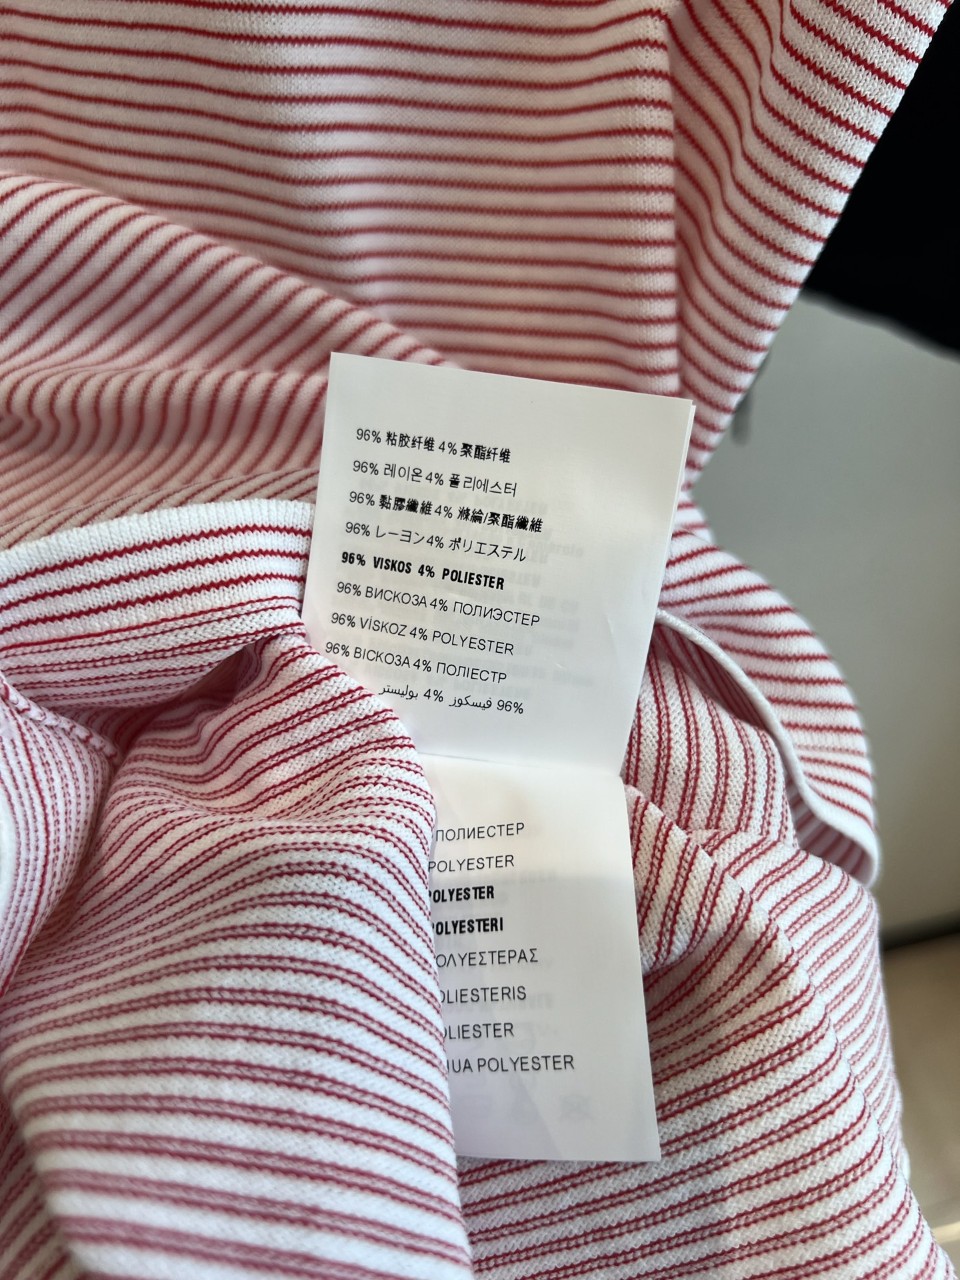 96% 粘胶纤维 4% 聚酯纤维
96% 레이온 4% 폴리에스터
96% 黏膠纖維 4% 滌綸/聚酯纖維
96% レーヨン 4% ポリエステル
96% VISKOS 4% POLIESTER
96% ВИСКОЗА 4% ПОЛИЭСТЕР
96% VİSKOZ 4% POLYESTER
96% ВІСКОЗА 4% ПОЛІЕСТР
96% فيسكوز 4% بوليستر
ПОЛИЕСТЕР
POLYESTER
POLYESTER
POLYESTERI
ΟΛΥΕΣΤΕΡΑΣ
OLIESTERIS
OLIESTER
POLYESTER